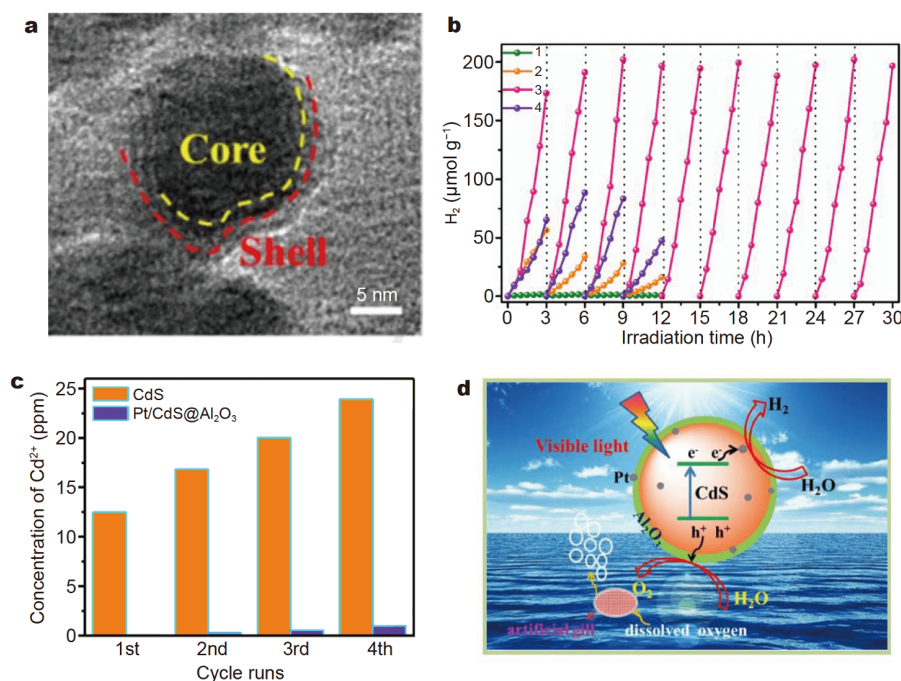 a
Core
Shell
5 nm
b
1
2
3
4
H₂ (μmol g⁻¹)
200
150
100
50
0
0 3 6 9 12 15 18 21 24 27 30
Irradiation time (h)
c
CdS
Pt/CdS@Al₂O₃
Concentration of Cd²⁺ (ppm)
25
20
15
10
5
0
1st 2nd 3rd 4th
Cycle runs
d
H₂
Visible light
e⁻ e⁻
Pt
CdS
H₂O
Al₂O₃
h⁺ h⁺
O₂
H₂O
artificial gill
dissolved oxygen